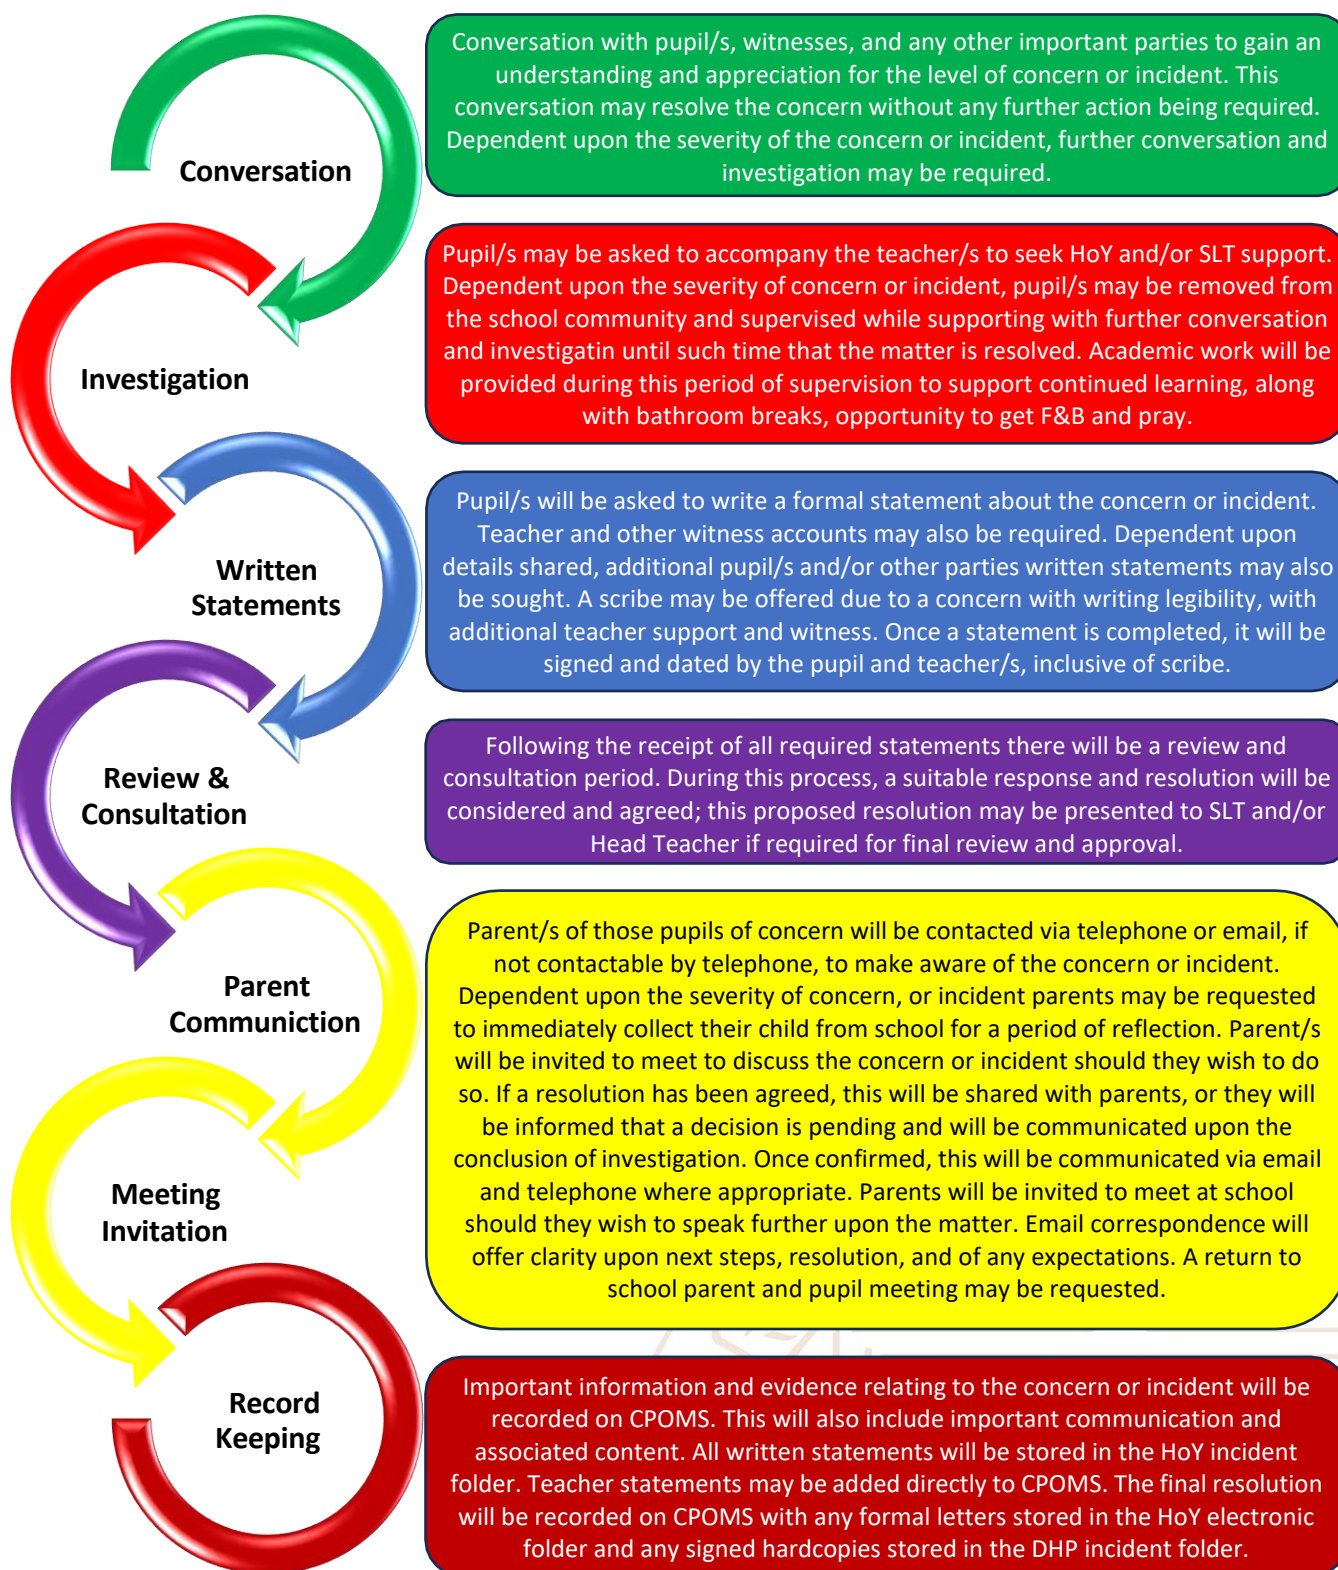 Conversation
Conversation with pupil/s, witnesses, and any other important parties to gain an
understanding and appreciation for the level of concern or incident. This
conversation may resolve the concern without any further action being required.
Dependent upon the severity of the concern or incident, further conversation and
investigation may be required.
Investigation
Pupil/s may be asked to accompany the teacher/s to seek HoY and/or SLT support.
Dependent upon the severity of concern or incident, pupil/s may be removed from
the school community and supervised while supporting with further conversation
and investigatin until such time that the matter is resolved. Academic work will be
provided during this period of supervision to support continued learning, along
with bathroom breaks, opportunity to get F&B and pray.
Written
Statements
Pupil/s will be asked to write a formal statement about the concern or incident.
Teacher and other witness accounts may also be required. Dependent upon
details shared, additional pupil/s and/or other parties written statements may also
be sought. A scribe may be offered due to a concern with writing legibility, with
additional teacher support and witness. Once a statement is completed, it will be
signed and dated by the pupil and teacher/s, inclusive of scribe.
Review &
Consultation
Following the receipt of all required statements there will be a review and
consultation period. During this process, a suitable response and resolution will be
considered and agreed; this proposed resolution may be presented to SLT and/or
Head Teacher if required for final review and approval.
Parent
Communiction
Meeting
Invitation
Parent/s of those pupils of concern will be contacted via telephone or email, if
not contactable by telephone, to make aware of the concern or incident.
Dependent upon the severity of concern, or incident parents may be requested
to immediately collect their child from school for a period of reflection. Parent/s
will be invited to meet to discuss the concern or incident should they wish to do
so. If a resolution has been agreed, this will be shared with parents, or they will
be informed that a decision is pending and will be communicated upon the
conclusion of investigation. Once confirmed, this will be communicated via email
and telephone where appropriate. Parents will be invited to meet at school
should they wish to speak further upon the matter. Email correspondence will
offer clarity upon next steps, resolution, and of any expectations. A return to
school parent and pupil meeting may be requested.
Record
Keeping
Important information and evidence relating to the concern or incident will be
recorded on CPOMS. This will also include important communication and
associated content. All written statements will be stored in the HoY incident
folder. Teacher statements may be added directly to CPOMS. The final resolution
will be recorded on CPOMS with any formal letters stored in the HoY electronic
folder and any signed hardcopies stored in the DHP incident folder.